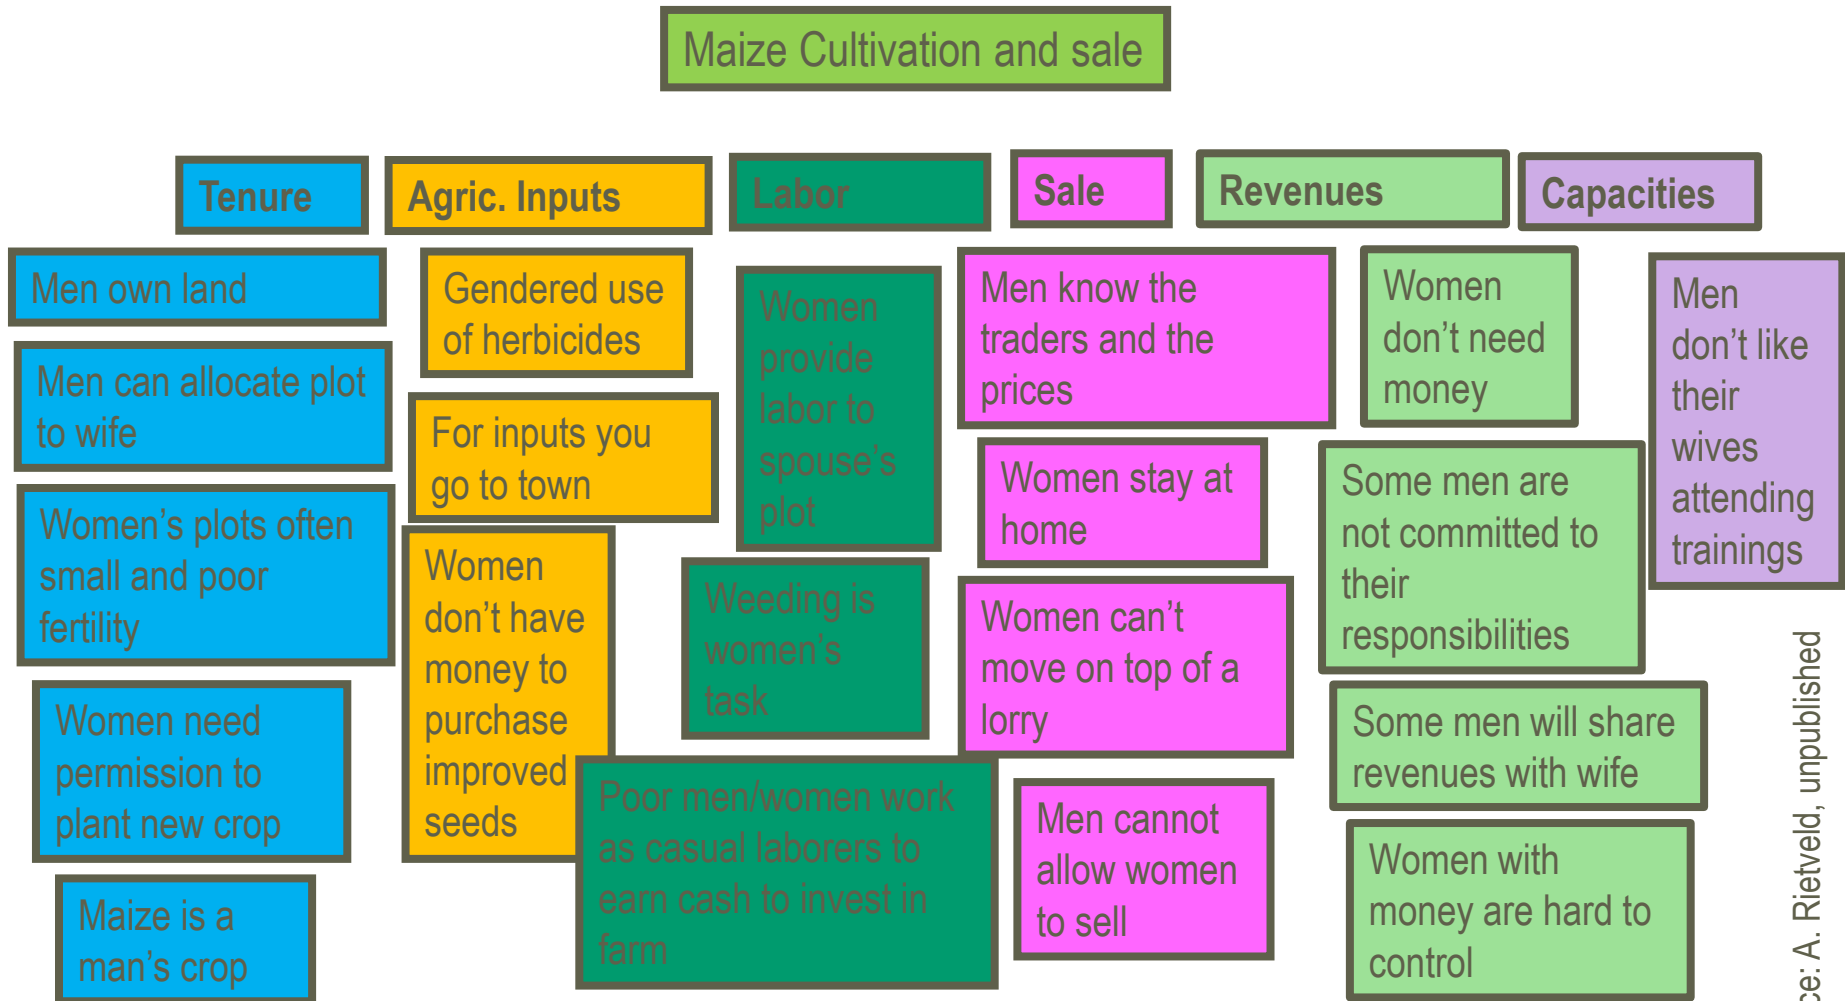 Maize Cultivation and sale
Tenure
Men own land
Men can allocate plot
to wife
Women's plots often
small and poor
fertility
Women need
permission to
plant new crop
Maize is a
man's crop
Agric. Inputs
Gendered use
of herbicides
For inputs you
go to town
Women
don't have
money to
purchase
improved
seeds
Labor
Women
provide
labor to
spouse's
plot
Weeding is
women's
task
Poor men/women work
as casual laborers to
earn cash to invest in
farm
Sale
Men know the
traders and the
prices
Women stay at
home
Women can't
move on top of a
lorry
Men cannot
allow women
to sell
Revenues
Women
don't need
money
Some men are
not committed to
their
responsibilities
Some men will share
revenues with wife
Women with
money are hard to
control
Capacities
Men
don't like
their
wives
attending
trainings
ce: A. Rietveld, unpublished